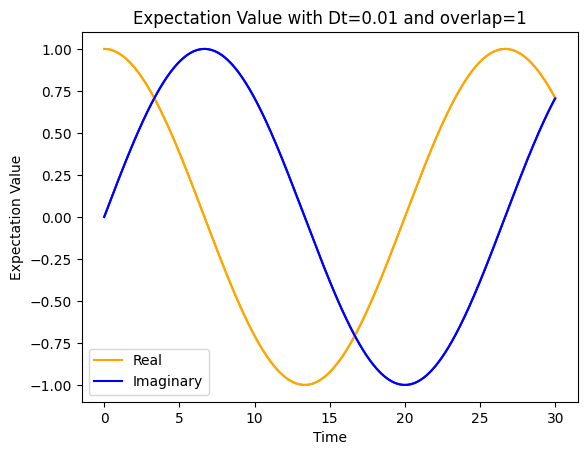 Expectation Value with Dt=0.01 and overlap=1
1.00
0.75
0.50
0.25
0.00
−0.25
−0.50
−0.75
−1.00
Expectation Value
Real
Imaginary
0 5 10 15 20 25 30
Time